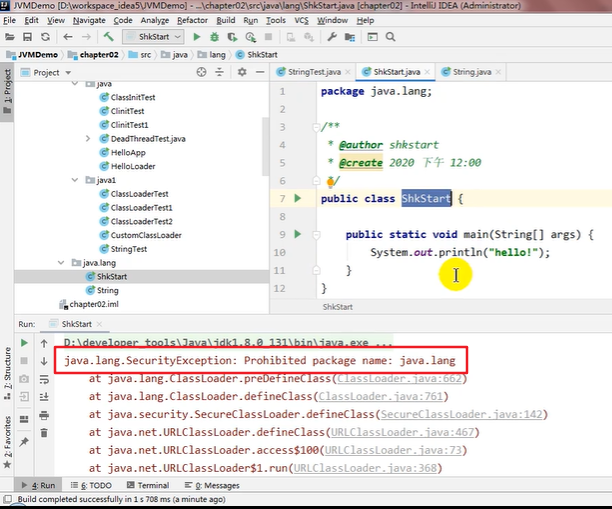 JVMDemo [D:\workspace_idea5\JVMDemo] - ...\chapter02\src\java\lang\ShkStart.java [chapter02] - IntelliJ IDEA (Administrator)
File Edit View Navigate Code Analyze Refactor Build Run Tools VCS Window Help
ShkStart
JVMDemo chapter02 src java lang ShkStart
Project
StringTest.java ShkStart.java String.java
1: Project
java
ClassInitTest
ClinitTest
ClinitTest1
DeadThreadTest.java
HelloApp
HelloLoader
java1
ClassLoaderTest
ClassLoaderTest1
ClassLoaderTest2
CustomClassLoader
StringTest
java.lang
ShkStart
String
chapter02.iml
1 package java.lang;
2
3 /**
4 * @author shkstart
5 * @create 2020 下午 12:00
6 */
7 public class ShkStart {
8
9 public static void main(String[] args) {
10 System.out.println("hello!");
11 }
12 }
ShkStart
Run: ShkStart
D:\developer_tools\Java\jdk1.8.0_131\bin\java.exe ...
java.lang.SecurityException: Prohibited package name: java.lang
at java.lang.ClassLoader.preDefineClass(ClassLoader.java:662)
at java.lang.ClassLoader.defineClass(ClassLoader.java:761)
at java.security.SecureClassLoader.defineClass(SecureClassLoader.java:142)
at java.net.URLClassLoader.defineClass(URLClassLoader.java:467)
at java.net.URLClassLoader.access$100(URLClassLoader.java:73)
at java.net.URLClassLoader$1.run(URLClassLoader.java:368)
7: Structure
2: Favorites
4: Run 6: TODO Terminal 0: Messages
Build completed successfully in 1 s 708 ms (a minute ago)